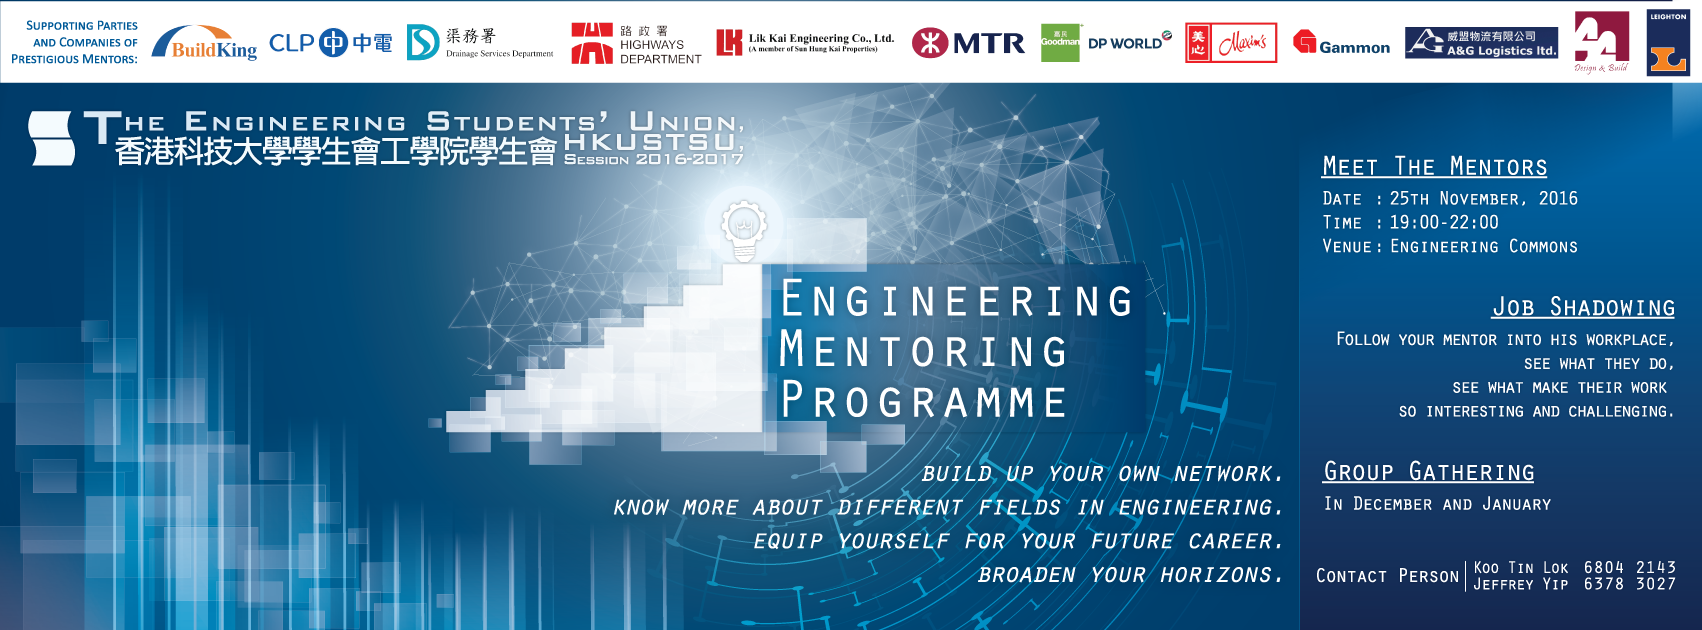 SUPPORTING PARTIES
AND COMPANIES OF
PRESTIGIOUS MENTORS:
BuildKing
CLP 中 中電
渠務署
Drainage Services Department
路政署
HIGHWAYS
DEPARTMENT
LK
Lik Kai Engineering Co., Ltd.
(A member of Sun Hung Kai Properties)
MTR
嘉民
Goodman
DP WORLD
美心
Maxim's
Gammon
威盟物流有限公司
A&G Logistics ltd.
Design & Build
LEIGHTON
THE ENGINEERING STUDENTS' UNION,
香港科技大學學生會工學院學生會
HKUSTSU,
SESSION 2016-2017
ENGINEERING
MENTORING
PROGRAMME
BUILD UP YOUR OWN NETWORK.
KNOW MORE ABOUT DIFFERENT FIELDS IN ENGINEERING.
EQUIP YOURSELF FOR YOUR FUTURE CAREER.
BROADEN YOUR HORIZONS.
MEET THE MENTORS
DATE : 25TH NOVEMBER, 2016
TIME : 19:00-22:00
VENUE : ENGINEERING COMMONS
JOB SHADOWING
FOLLOW YOUR MENTOR INTO HIS WORKPLACE,
SEE WHAT THEY DO,
SEE WHAT MAKE THEIR WORK
SO INTERESTING AND CHALLENGING.
GROUP GATHERING
IN DECEMBER AND JANUARY
CONTACT PERSON
KOO TIN LOK 6804 2143
JEFFREY YIP 6378 3027